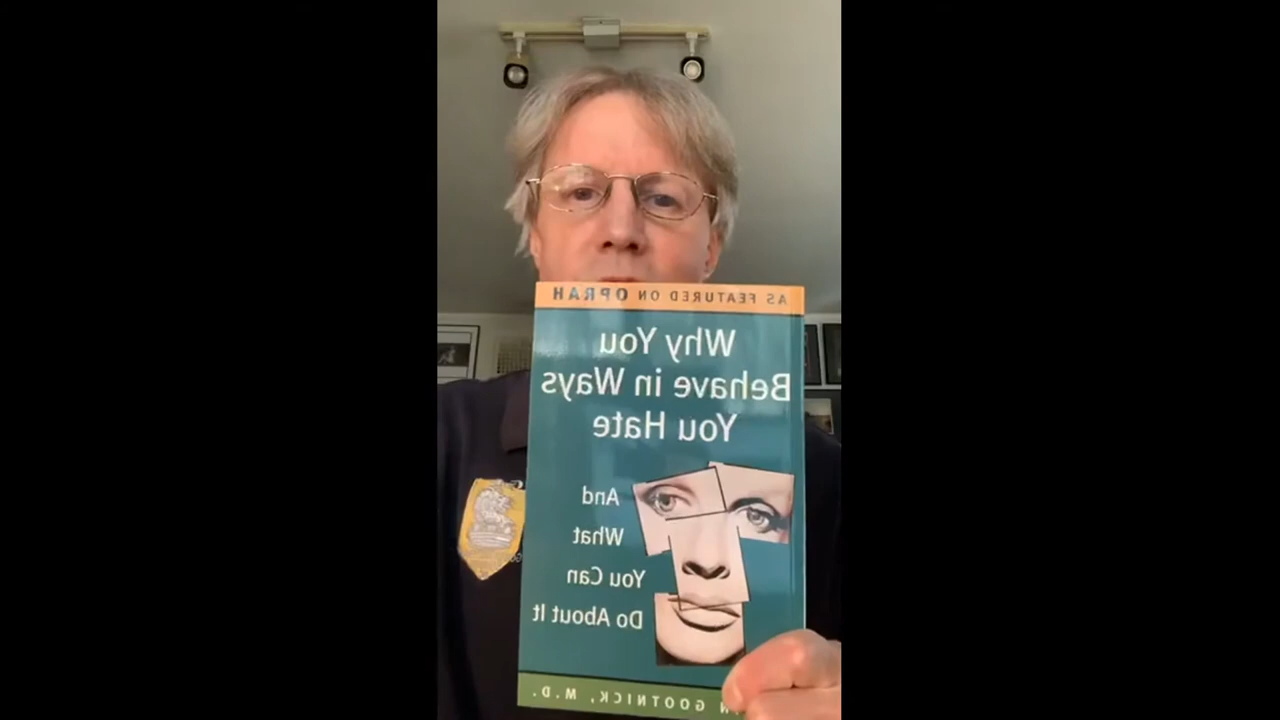 AS FEATURED ON OPRAH
Why You
Behave in Ways
You Hate
And
What
You Can
Do About It
GOOTNICK, M.D.